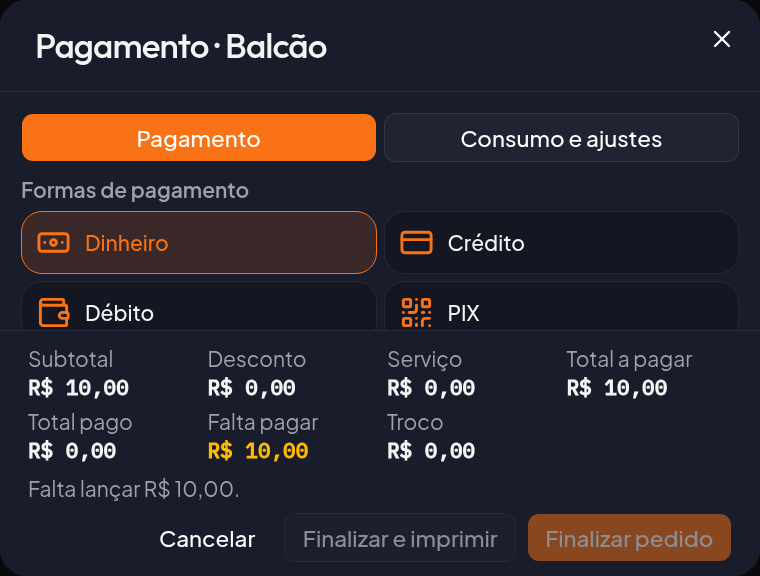 Pagamento · Balcão
Pagamento
Consumo e ajustes
Formas de pagamento
Dinheiro
Crédito
Débito
PIX
Subtotal Desconto Serviço Total a pagar
R$ 10,00 R$ 0,00 R$ 0,00 R$ 10,00
Total pago Falta pagar Troco
R$ 0,00 R$ 10,00 R$ 0,00
Falta lançar R$ 10,00.
Cancelar Finalizar e imprimir Finalizar pedido